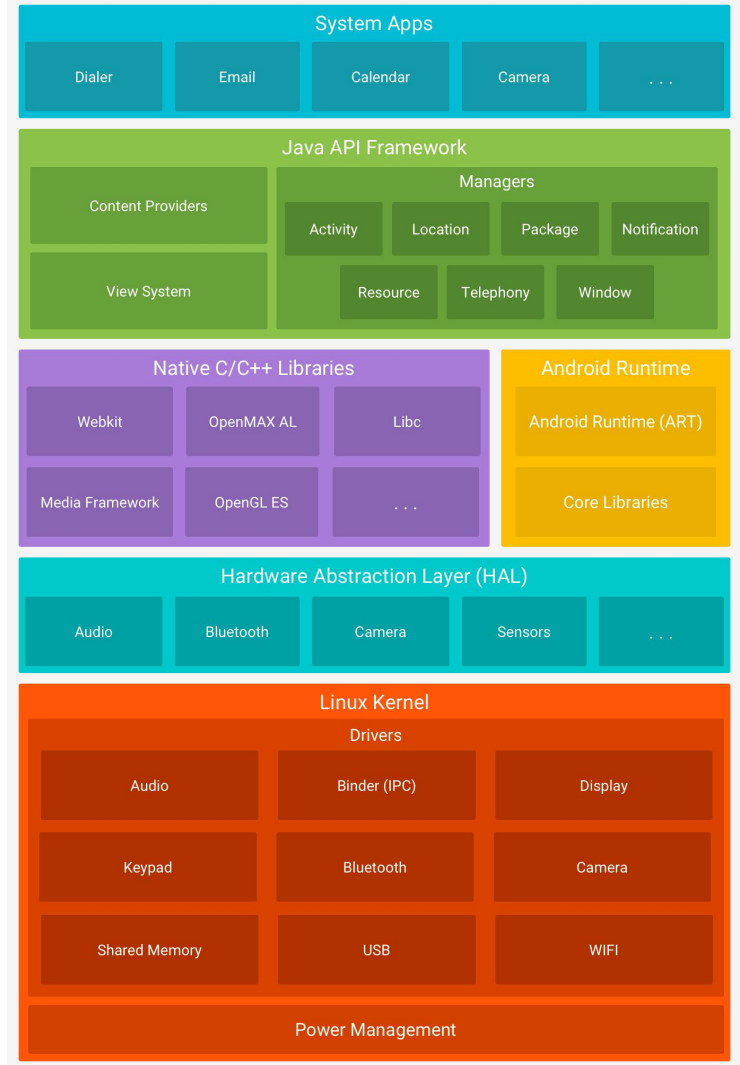 System Apps
Dialer
Email
Calendar
Camera
. . .
Java API Framework
Content Providers
View System
Managers
Activity
Location
Package
Notification
Resource
Telephony
Window
Native C/C++ Libraries
Webkit
OpenMAX AL
Libc
Media Framework
OpenGL ES
. . .
Android Runtime
Android Runtime (ART)
Core Libraries
Hardware Abstraction Layer (HAL)
Audio
Bluetooth
Camera
Sensors
. . .
Linux Kernel
Drivers
Audio
Binder (IPC)
Display
Keypad
Bluetooth
Camera
Shared Memory
USB
WIFI
Power Management